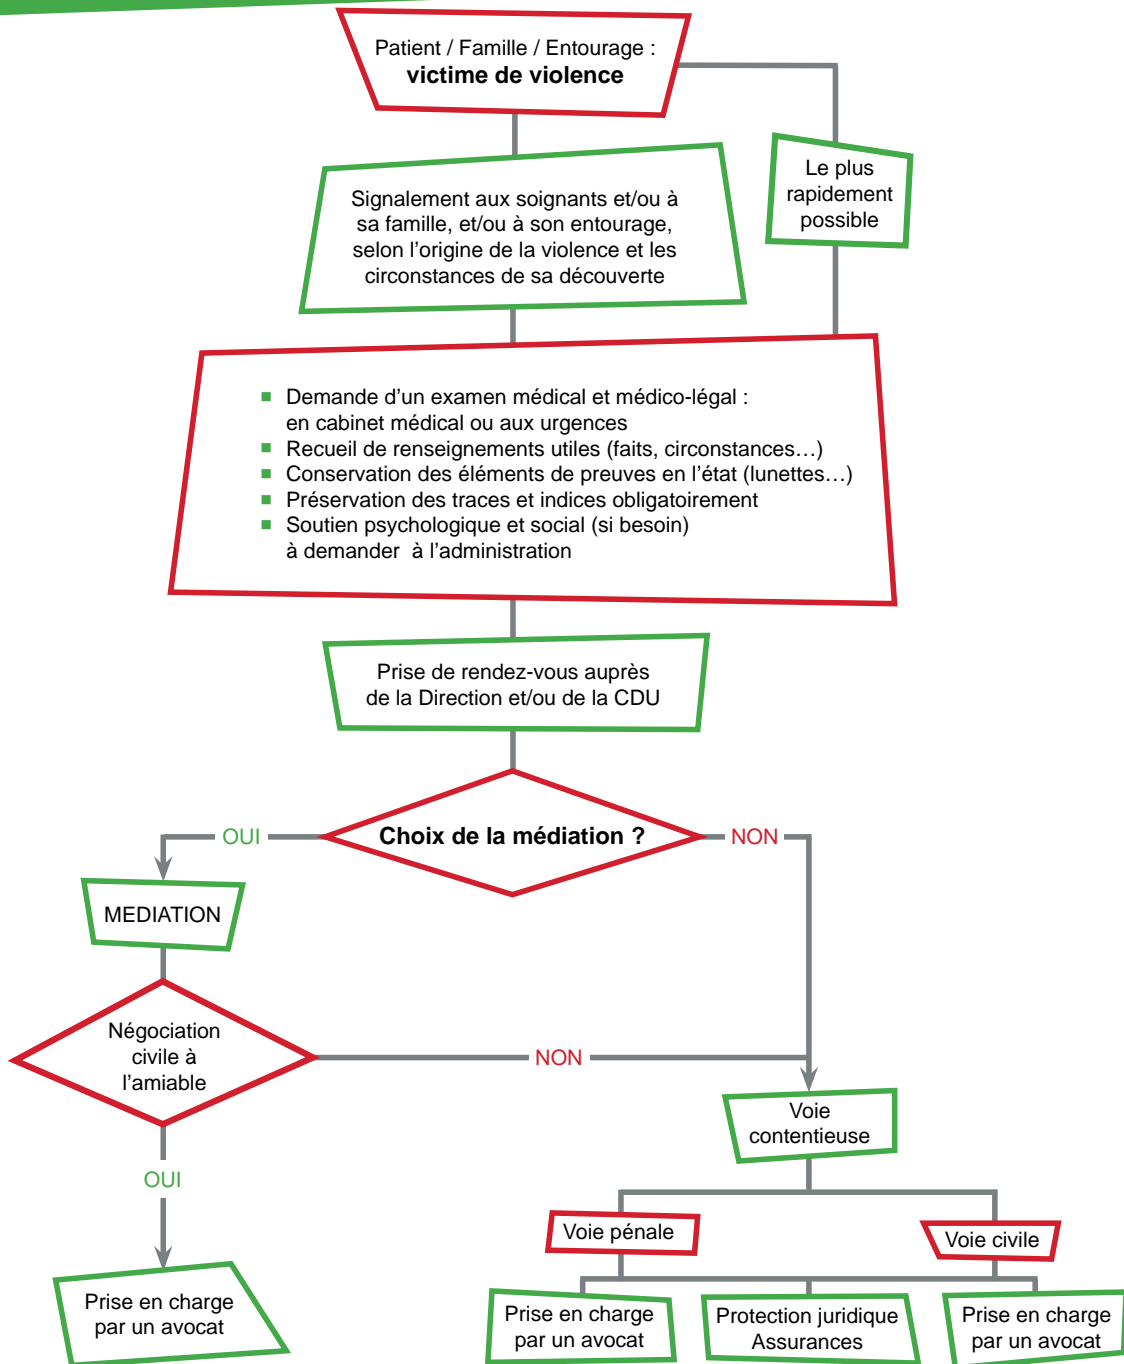 Patient / Famille / Entourage :
victime de violence
Le plus
rapidement
possible
Signalement aux soignants et/ou à
sa famille, et/ou à son entourage,
selon l’origine de la violence et les
circonstances de sa découverte
Demande d’un examen médical et médico-légal :
en cabinet médical ou aux urgences
Recueil de renseignements utiles (faits, circonstances…)
Conservation des éléments de preuves en l’état (lunettes…)
Préservation des traces et indices obligatoirement
Soutien psychologique et social (si besoin)
à demander à l’administration
Prise de rendez-vous auprès
de la Direction et/ou de la CDU
OUI
Choix de la médiation ?
NON
MEDIATION
Négociation
civile à
l’amiable
NON
OUI
Voie
contentieuse
Voie pénale
Voie civile
Prise en charge
par un avocat
Prise en charge
par un avocat
Protection juridique
Assurances
Prise en charge
par un avocat